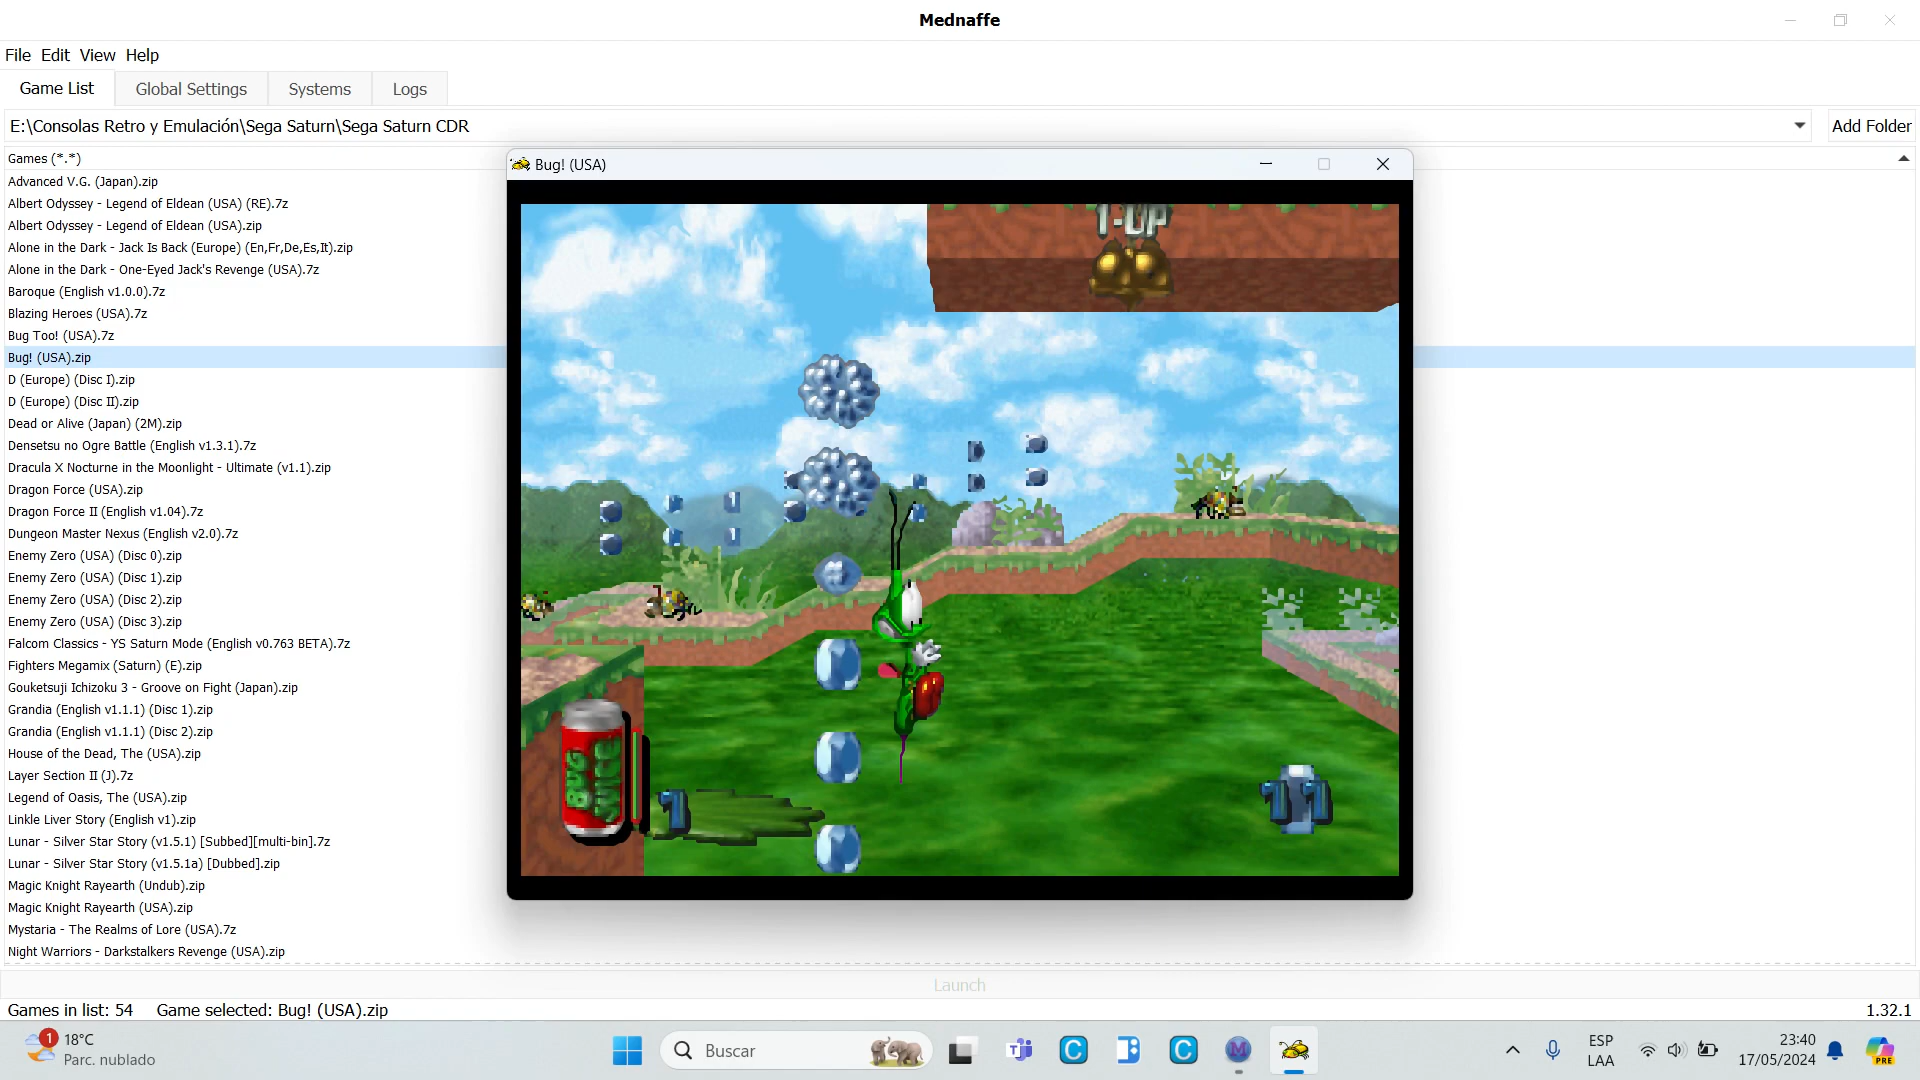 Mednaffe
File Edit View Help
Game List Global Settings Systems Logs
E:\Consolas Retro y Emulación\Sega Saturn\Sega Saturn CDR
Add Folder
Games (*.*)
Advanced V.G. (Japan).zip
Albert Odyssey - Legend of Eldean (USA) (RE).7z
Albert Odyssey - Legend of Eldean (USA).zip
Alone in the Dark - Jack Is Back (Europe) (En,Fr,De,Es,It).zip
Alone in the Dark - One-Eyed Jack's Revenge (USA).7z
Baroque (English v1.0.0).7z
Blazing Heroes (USA).7z
Bug Too! (USA).7z
Bug! (USA).zip
D (Europe) (Disc I).zip
D (Europe) (Disc II).zip
Dead or Alive (Japan) (2M).zip
Densetsu no Ogre Battle (English v1.3.1).7z
Dracula X Nocturne in the Moonlight - Ultimate (v1.1).zip
Dragon Force (USA).zip
Dragon Force II (English v1.04).7z
Dungeon Master Nexus (English v2.0).7z
Enemy Zero (USA) (Disc 0).zip
Enemy Zero (USA) (Disc 1).zip
Enemy Zero (USA) (Disc 2).zip
Enemy Zero (USA) (Disc 3).zip
Falcom Classics - YS Saturn Mode (English v0.763 BETA).7z
Fighters Megamix (Saturn) (E).zip
Gouketsuji Ichizoku 3 - Groove on Fight (Japan).zip
Grandia (English v1.1.1) (Disc 1).zip
Grandia (English v1.1.1) (Disc 2).zip
House of the Dead, The (USA).zip
Layer Section II (J).7z
Legend of Oasis, The (USA).zip
Linkle Liver Story (English v1).zip
Lunar - Silver Star Story (v1.5.1) [Subbed][multi-bin].7z
Lunar - Silver Star Story (v1.5.1a) [Dubbed].zip
Magic Knight Rayearth (Undub).zip
Magic Knight Rayearth (USA).zip
Mystaria - The Realms of Lore (USA).7z
Night Warriors - Darkstalkers Revenge (USA).zip
Bug! (USA)
1-UP
BUG
1
11
Launch
Games in list: 54 Game selected: Bug! (USA).zip
1.32.1
1
18°C
Parc. nublado
Buscar
ESP
LAA
23:40
17/05/2024
PRE